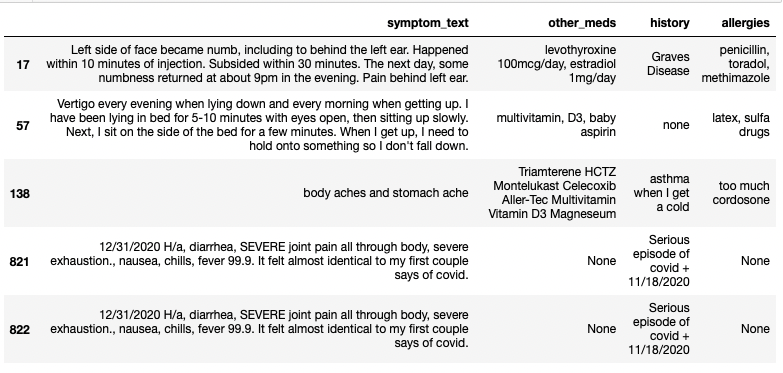 symptom_text other_meds history allergies
17 Left side of face became numb, including to behind the left ear. Happened within 10 minutes of injection. Subsided within 30 minutes. The next day, some numbness returned at about 9pm in the evening. Pain behind left ear. levothyroxine 100mcg/day, estradiol 1mg/day Graves Disease penicillin, toradol, methimazole
57 Vertigo every evening when lying down and every morning when getting up. I have been lying in bed for 5-10 minutes with eyes open, then sitting up slowly. Next, I sit on the side of the bed for a few minutes. When I get up, I need to hold onto something so I don't fall down. multivitamin, D3, baby aspirin none latex, sulfa drugs
138 body aches and stomach ache Triamterene HCTZ Montelukast Celecoxib Aller-Tec Multivitamin Vitamin D3 Magneseum asthma when I get a cold too much cordosone
821 12/31/2020 H/a, diarrhea, SEVERE joint pain all through body, severe exhaustion., nausea, chills, fever 99.9. It felt almost identical to my first couple says of covid. None Serious episode of covid + 11/18/2020 None
822 12/31/2020 H/a, diarrhea, SEVERE joint pain all through body, severe exhaustion., nausea, chills, fever 99.9. It felt almost identical to my first couple says of covid. None Serious episode of covid + 11/18/2020 None